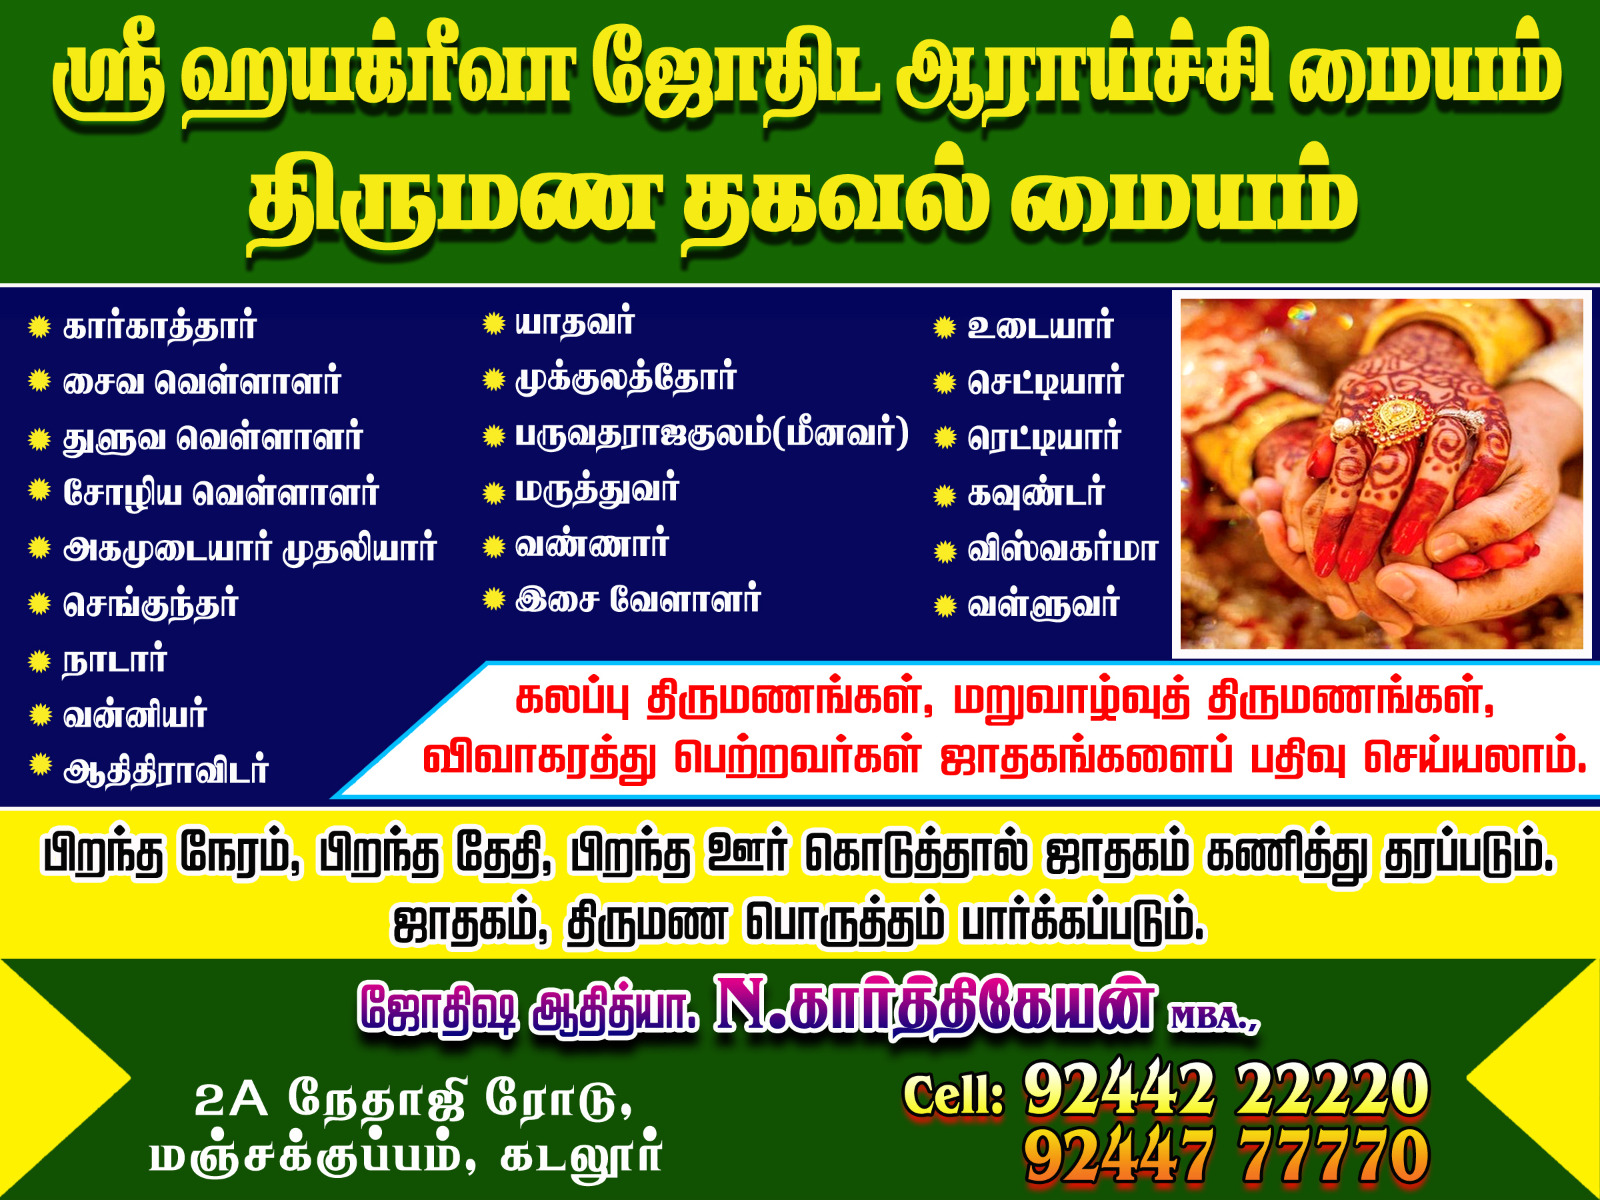 ஸ்ரீ ஹயக்ரீவா ஜோதிட ஆராய்ச்சி மையம்
திருமண தகவல் மையம்
கார்காத்தார்
சைவ வெள்ளாளர்
துளுவ வெள்ளாளர்
சோழிய வெள்ளாளர்
அகமுடையார் முதலியார்
செங்குந்தர்
நாடார்
வன்னியர்
ஆதிதிராவிடர்
யாதவர்
முக்குலத்தோர்
பருவதராஜகுலம்(மீனவர்)
மருத்துவர்
வண்ணார்
இசை வேளாளர்
உடையார்
செட்டியார்
ரெட்டியார்
கவுண்டர்
விஸ்வகர்மா
வள்ளுவர்
கலப்பு திருமணங்கள், மறுவாழ்வுத் திருமணங்கள்,
விவாகரத்து பெற்றவர்கள் ஜாதகங்களைப் பதிவு செய்யலாம்.
பிறந்த நேரம், பிறந்த தேதி, பிறந்த ஊர் கொடுத்தால் ஜாதகம் கணித்து தரப்படும்.
ஜாதகம், திருமண பொருத்தம் பார்க்கப்படும்.
ஜோதிஷ ஆதித்யா. N.கார்த்திகேயன் MBA.,
2A நேதாஜி ரோடு,
மஞ்சக்குப்பம், கடலூர்
Cell: 92442 22220
92447 77770